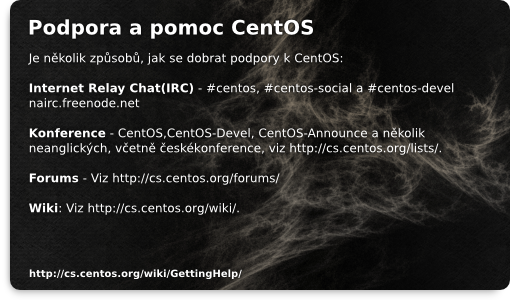 Podpora a pomoc CentOS
Je několik způsobů, jak se dobrat podpory k CentOS:
Internet Relay Chat(IRC) - #centos, #centos-social a #centos-devel
nairc.freenode.net
Konference - CentOS,CentOS-Devel, CentOS-Announce a několik
neanglických, včetně českékonference, viz http://cs.centos.org/lists/.
Forums - Viz http://cs.centos.org/forums/
Wiki: Viz http://cs.centos.org/wiki/.
http://cs.centos.org/wiki/GettingHelp/